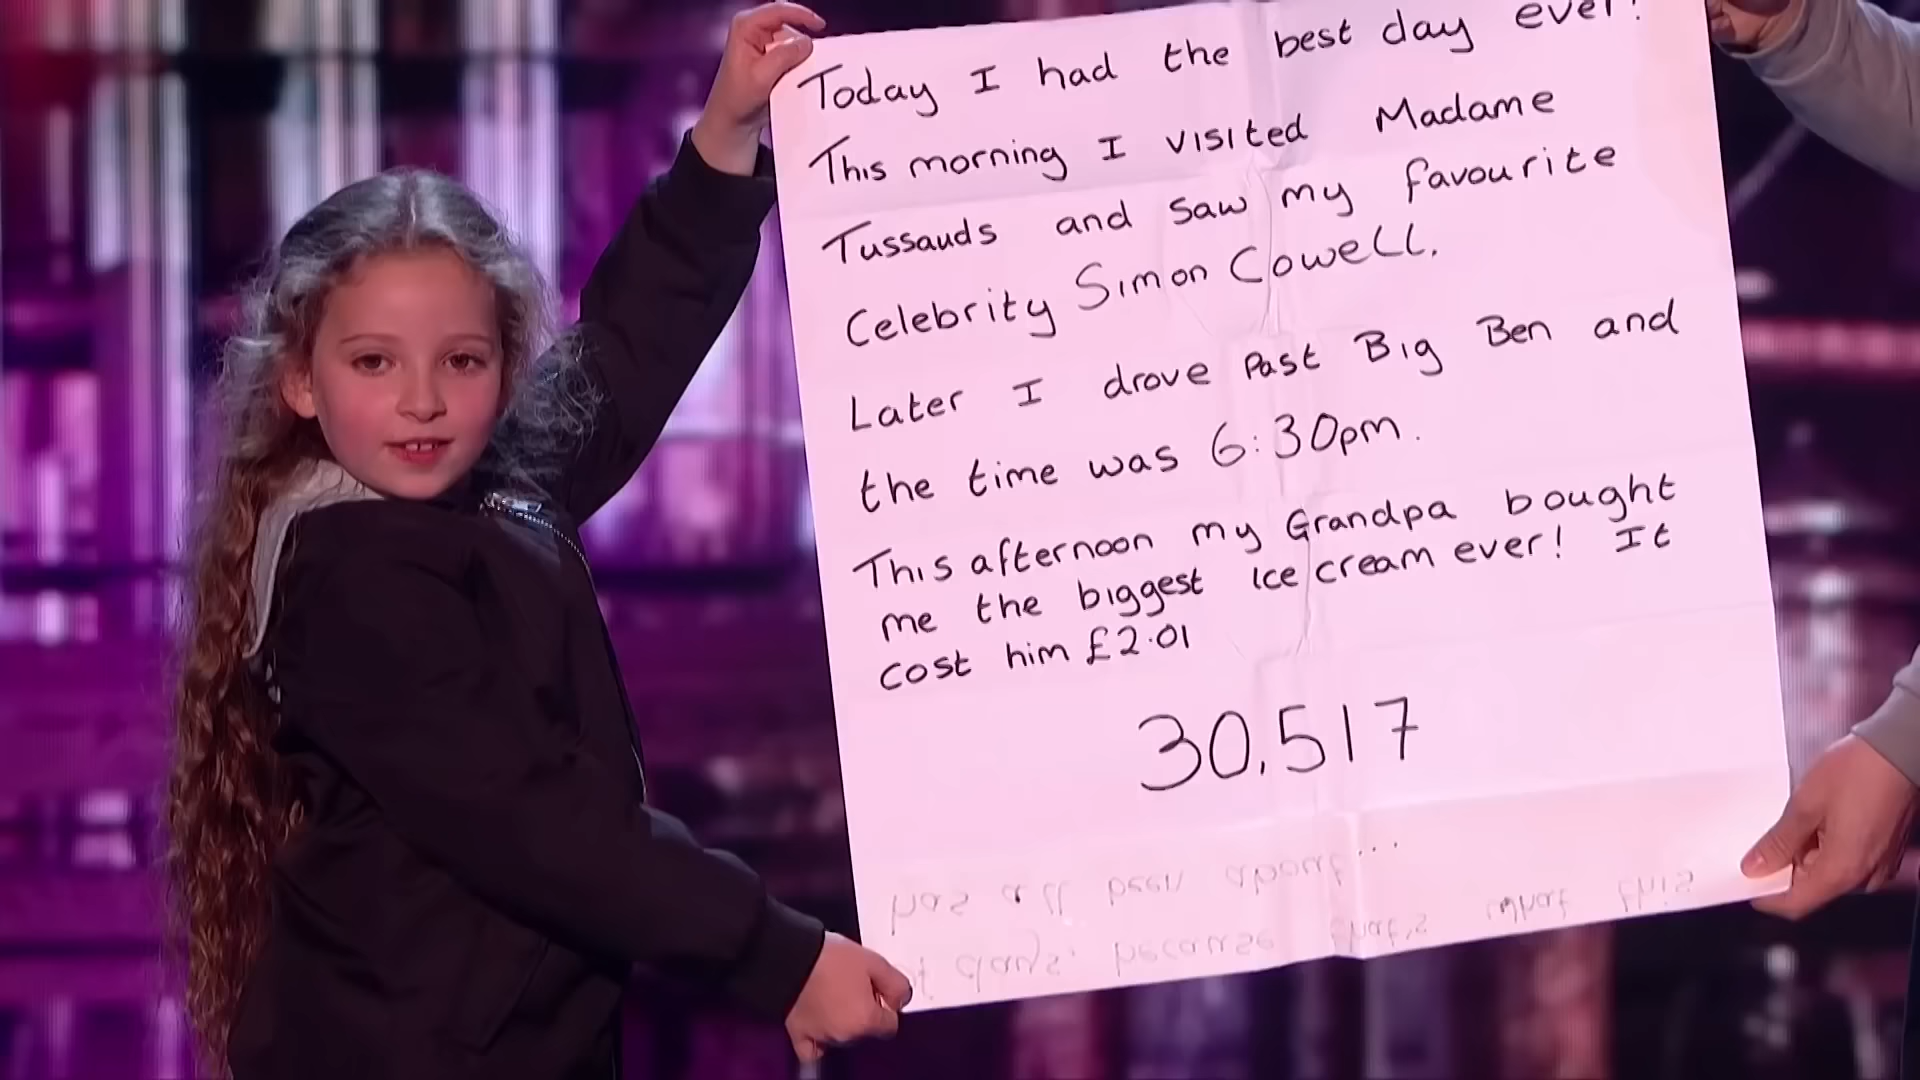 Today I had the best day ever!
This morning I visited Madame
Tussauds and saw my favourite
Celebrity Simon Cowell.
Later I drove past Big Ben and
the time was 6:30pm.
This afternoon my Grandpa bought
me the biggest Ice cream ever! It
cost him £2.01
30,517